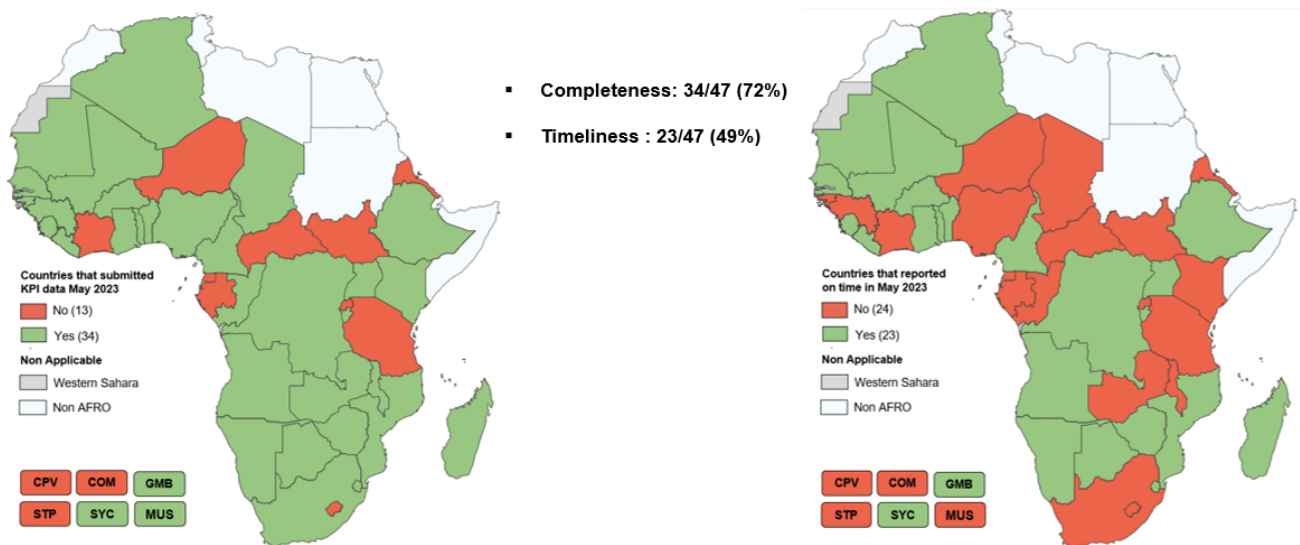 ▪ Completeness: 34/47 (72%)
▪ Timeliness : 23/47 (49%)
Countries that submitted
KPI data May 2023
No (13)
Yes (34)
Non Applicable
Western Sahara
Non AFRO
CPV COM GMB
STP SYC MUS
Countries that reported
on time in May 2023
No (24)
Yes (23)
Non Applicable
Western Sahara
Non AFRO
CPV COM GMB
STP SYC MUS